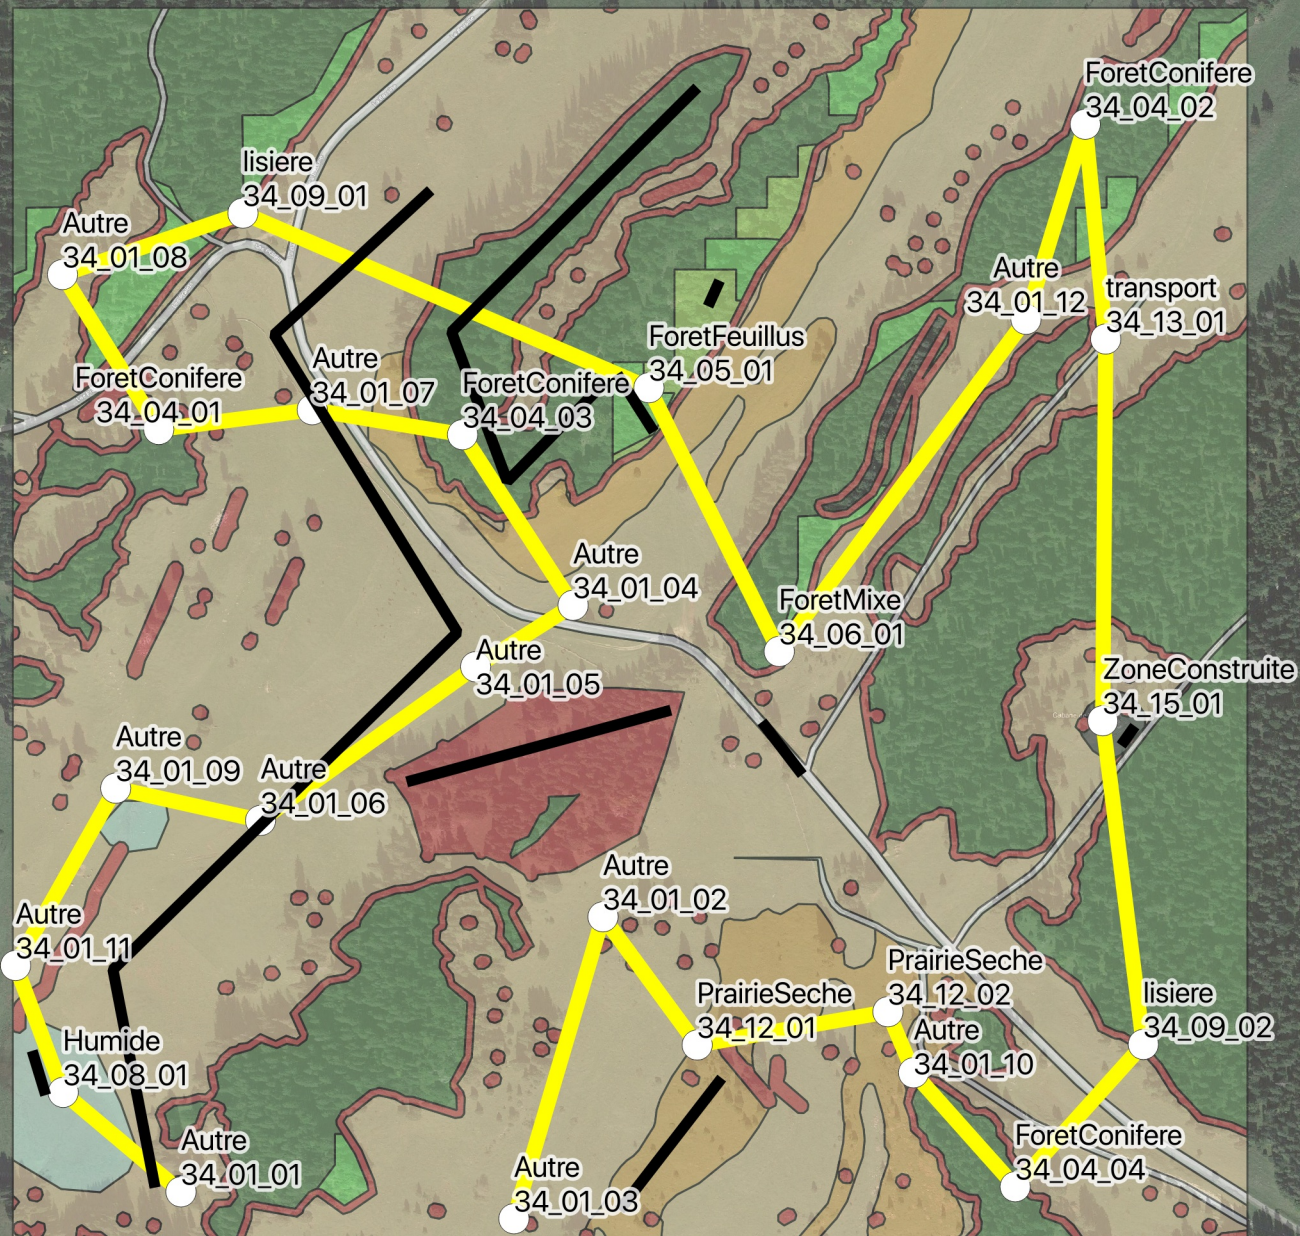 ForetConifere
34_04_02
lisiere
34_09_01
Autre
34_01_08
Autre
34_01_12
transport
34_13_01
ForetFeuillus
34_05_01
Autre
34_01_07
ForetConifere
34_04_01
ForetConifere
34_04_03
Autre
34_01_04
ForetMixe
34_06_01
Autre
34_01_05
ZoneConstruite
34_15_01
Autre
34_01_09
Autre
34_01_06
Autre
34_01_02
Autre
34_01_11
PrairieSeche
34_12_02
PrairieSeche
34_12_01
lisiere
34_09_02
Autre
34_01_10
Humide
34_08_01
Autre
34_01_01
ForetConifere
34_04_04
Autre
34_01_03